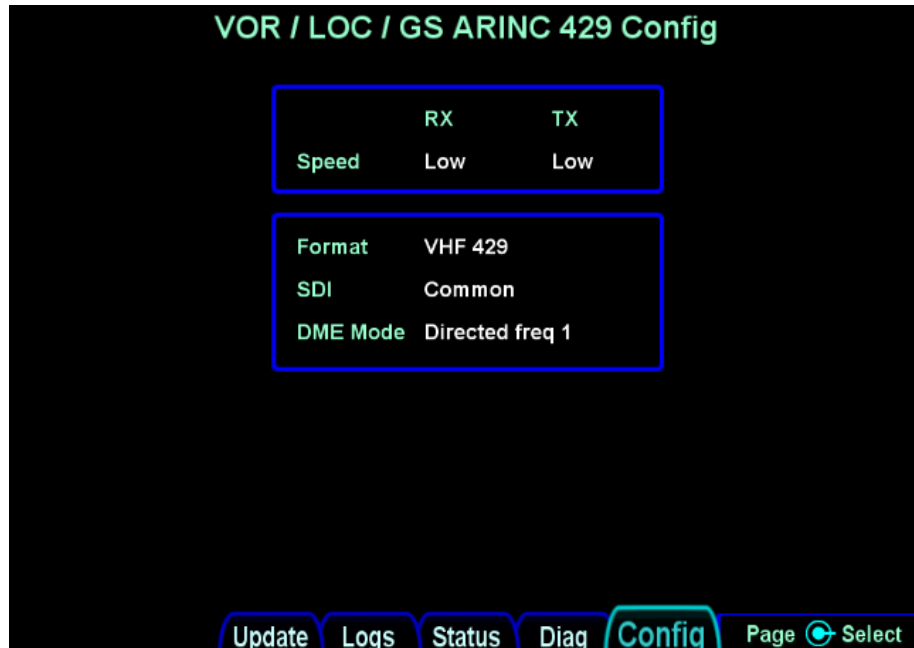 VOR / LOC / GS ARINC 429 Config
RX TX
Speed Low Low
Format VHF 429
SDI Common
DME Mode Directed freq 1
Update Logs Status Diag Config Page Select